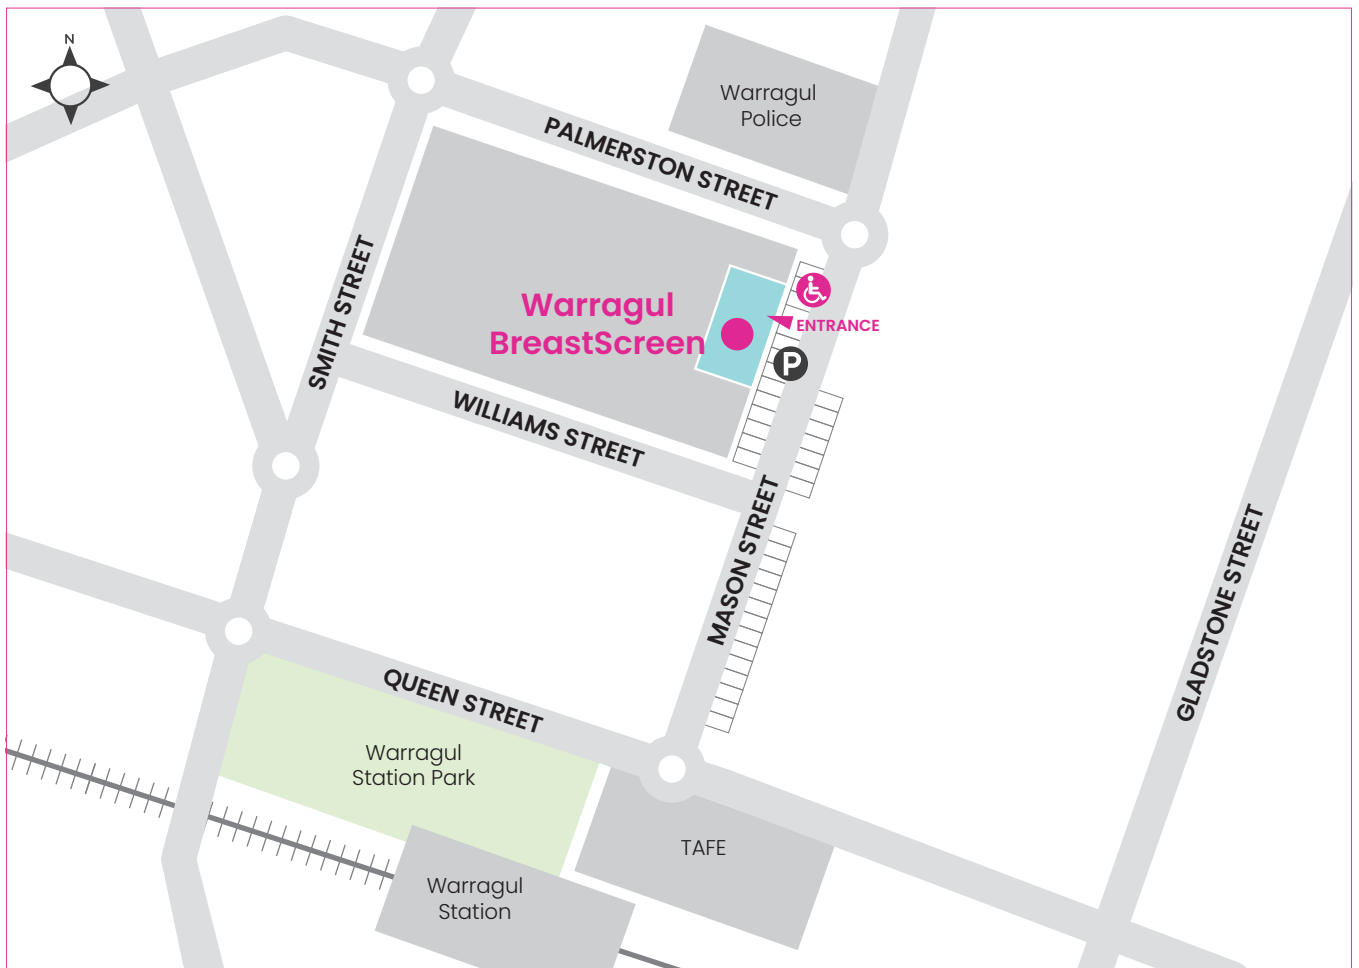 N
Warragul
Police
PALMERSTON STREET
SMITH STREET
Warragul
BreastScreen
ENTRANCE
P
WILLIAMS STREET
MASON STREET
GLADSTONE STREET
QUEEN STREET
Warragul
Station Park
TAFE
Warragul
Station